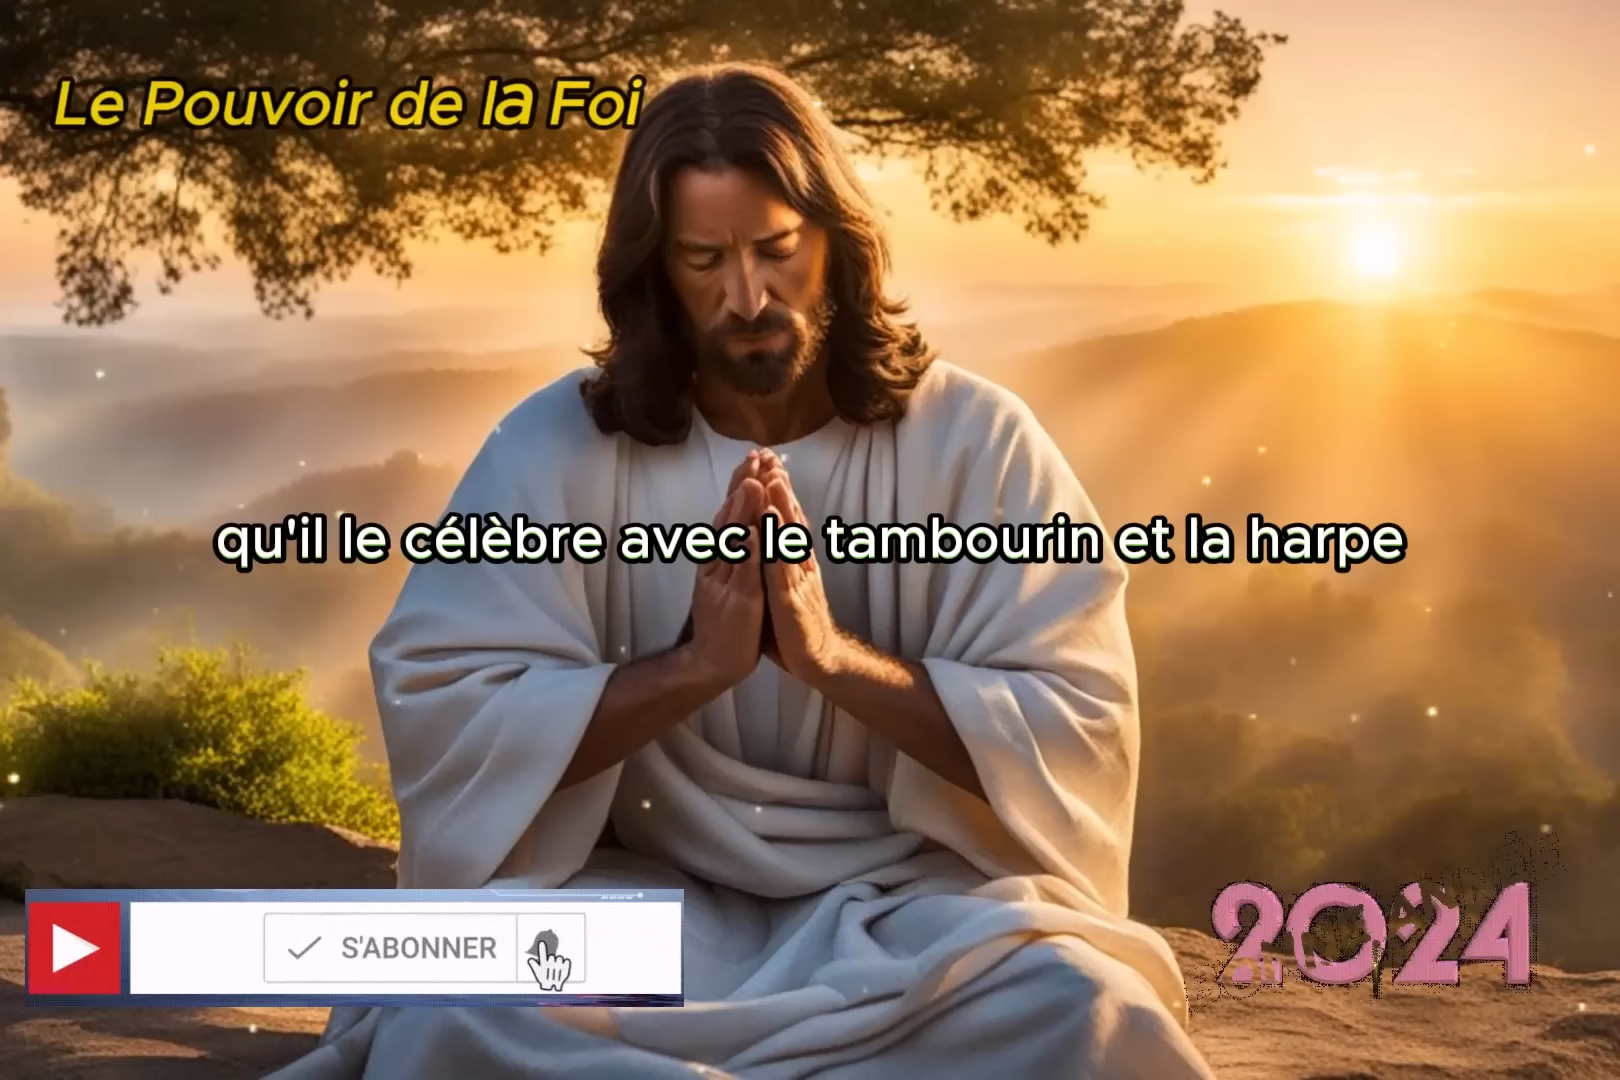 Le Pouvoir de la Foi
qu'il le célèbre avec le tambourin et la harpe
S'ABONNER
2024